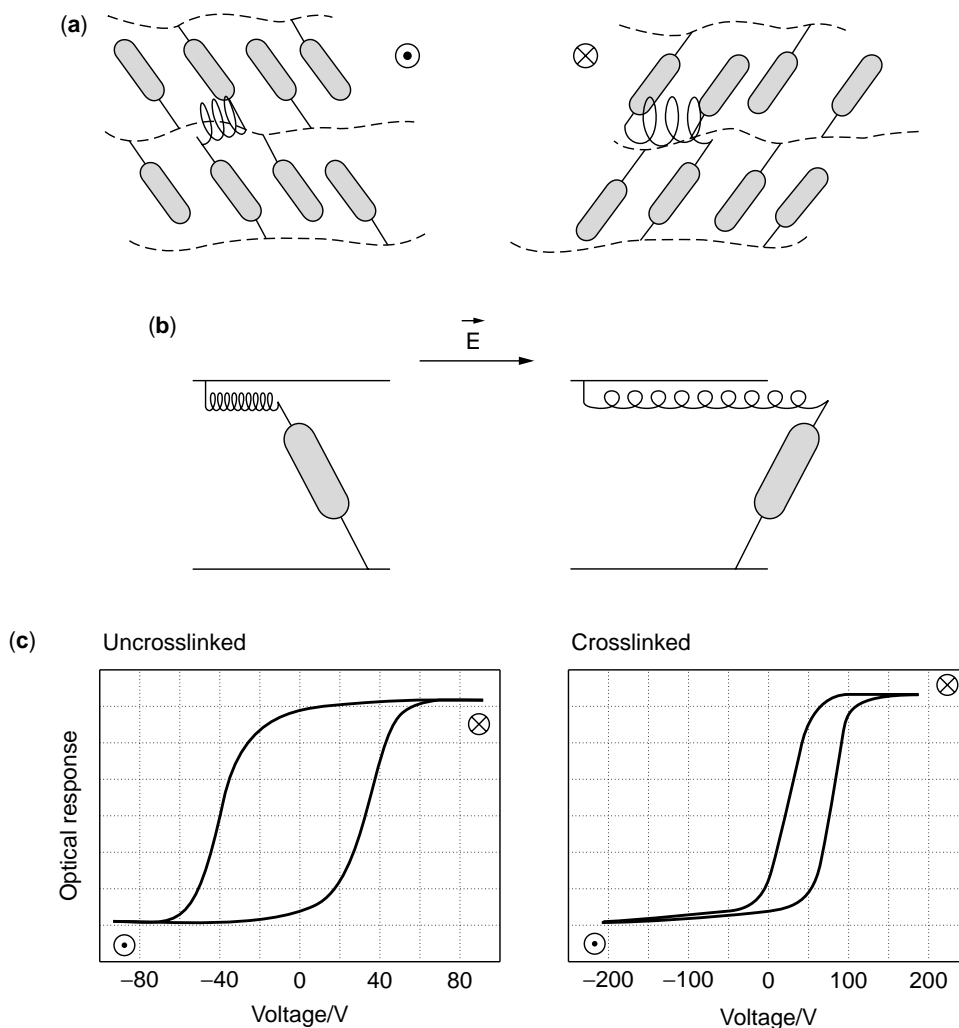 (a)
(b)
E
(c)
Uncrosslinked
Crosslinked
Optical response
−80 −40 0 40 80
−200 −100 0 100 200
Voltage/V
Voltage/V